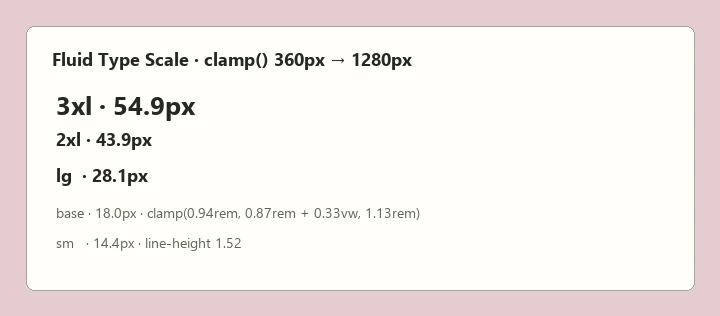 Fluid Type Scale · clamp() 360px → 1280px
3xl · 54.9px
2xl · 43.9px
lg · 28.1px
base · 18.0px · clamp(0.94rem, 0.87rem + 0.33vw, 1.13rem)
sm · 14.4px · line-height 1.52